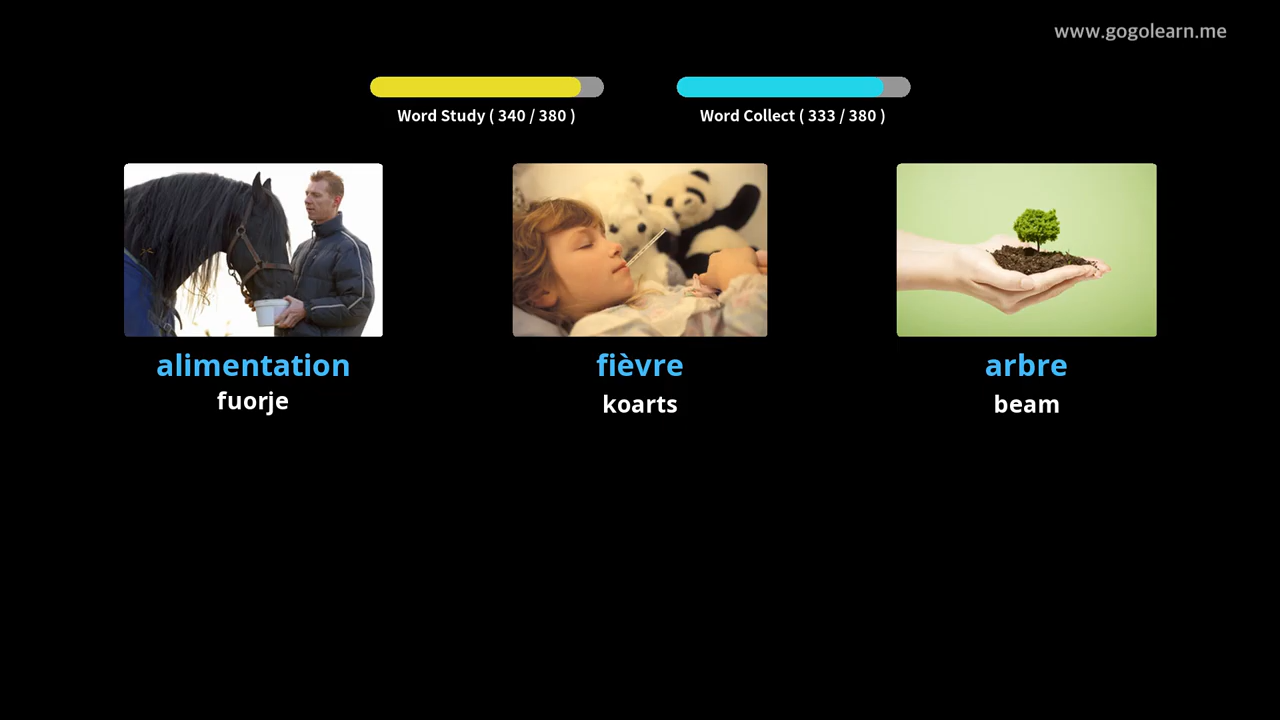 www.gogolearn.me
Word Study ( 340 / 380 )
Word Collect ( 333 / 380 )
alimentation
fuorje
fièvre
koarts
arbre
beam